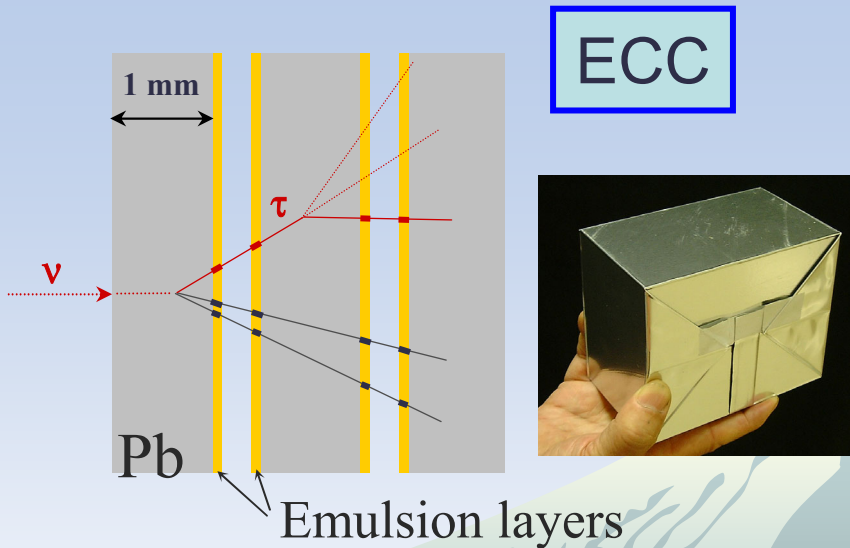 ECC
1 mm
τ
ν
Pb
Emulsion layers